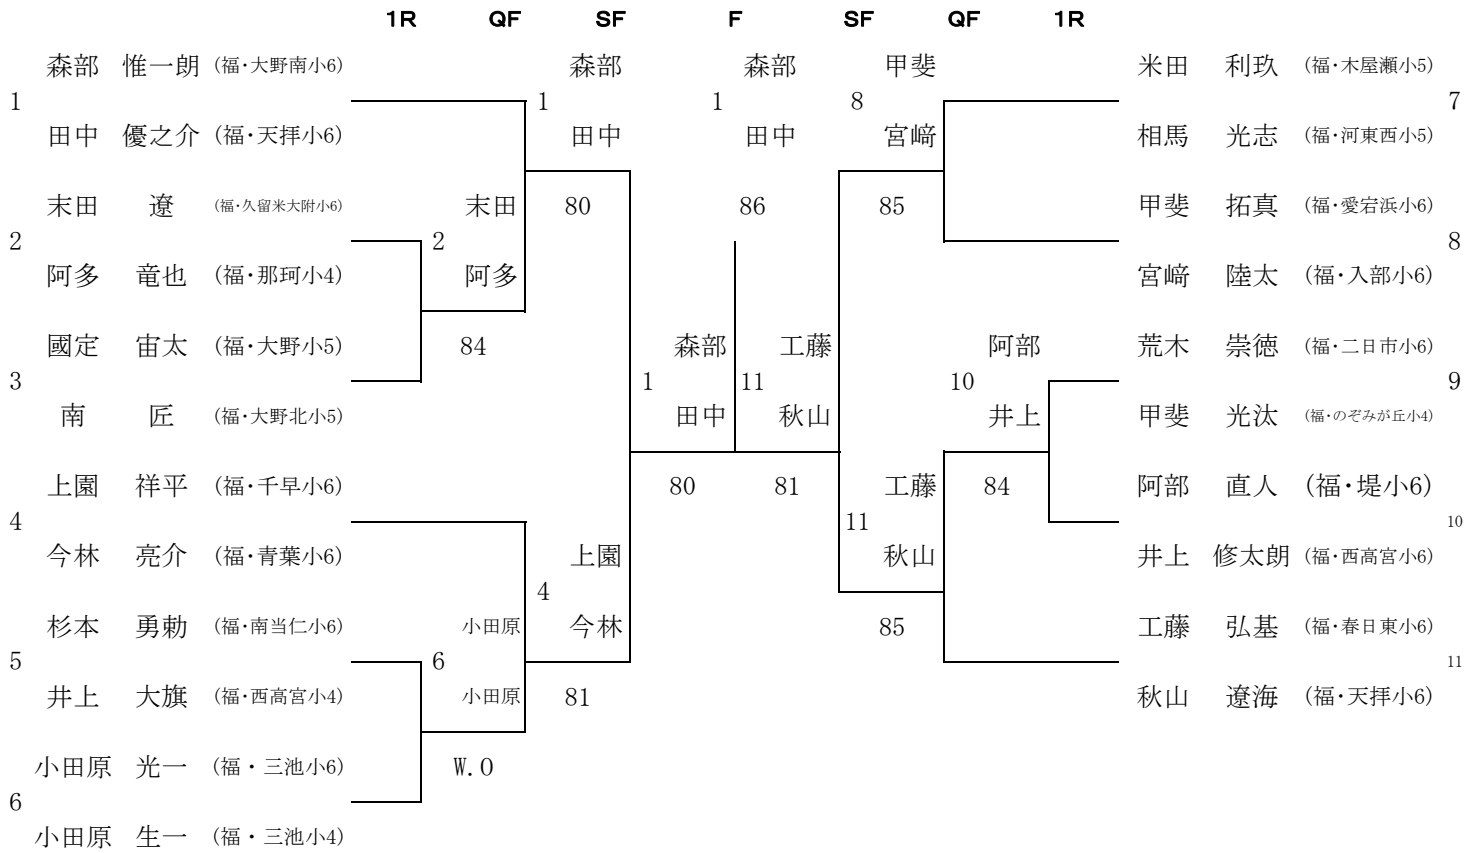 1R QF SF F SF QF 1R
森部 惟一朗 (福・大野南小6) 森部 森部 甲斐 米田 利玖 (福・木屋瀬小5)
1 1 1 8 7
田中 優之介 (福・天拝小6) 田中 田中 宮﨑 相馬 光志 (福・河東西小5)
末田 遼 (福・久留米大附小6) 末田 80 86 85 甲斐 拓真 (福・愛宕浜小6)
2 2 8
阿多 竜也 (福・那珂小4) 阿多 宮﨑 陸太 (福・入部小6)
國定 宙太 (福・大野小5) 84 森部 工藤 阿部 荒木 崇徳 (福・二日市小6)
3 1 11 10 9
南 匠 (福・大野北小5) 田中 秋山 井上 甲斐 光汰 (福・のぞみが丘小4)
上園 祥平 (福・千早小6) 80 81 工藤 84 阿部 直人 (福・堤小6)
4 11 10
今林 亮介 (福・青葉小6) 上園 秋山 井上 修太朗 (福・西高宮小6)
4
杉本 勇勅 (福・南当仁小6) 小田原 今林 85 工藤 弘基 (福・春日東小6)
5 6 11
井上 大旗 (福・西高宮小4) 小田原 81 秋山 遼海 (福・天拝小6)
小田原 光一 (福・三池小6) W.O
6
小田原 生一 (福・三池小4)